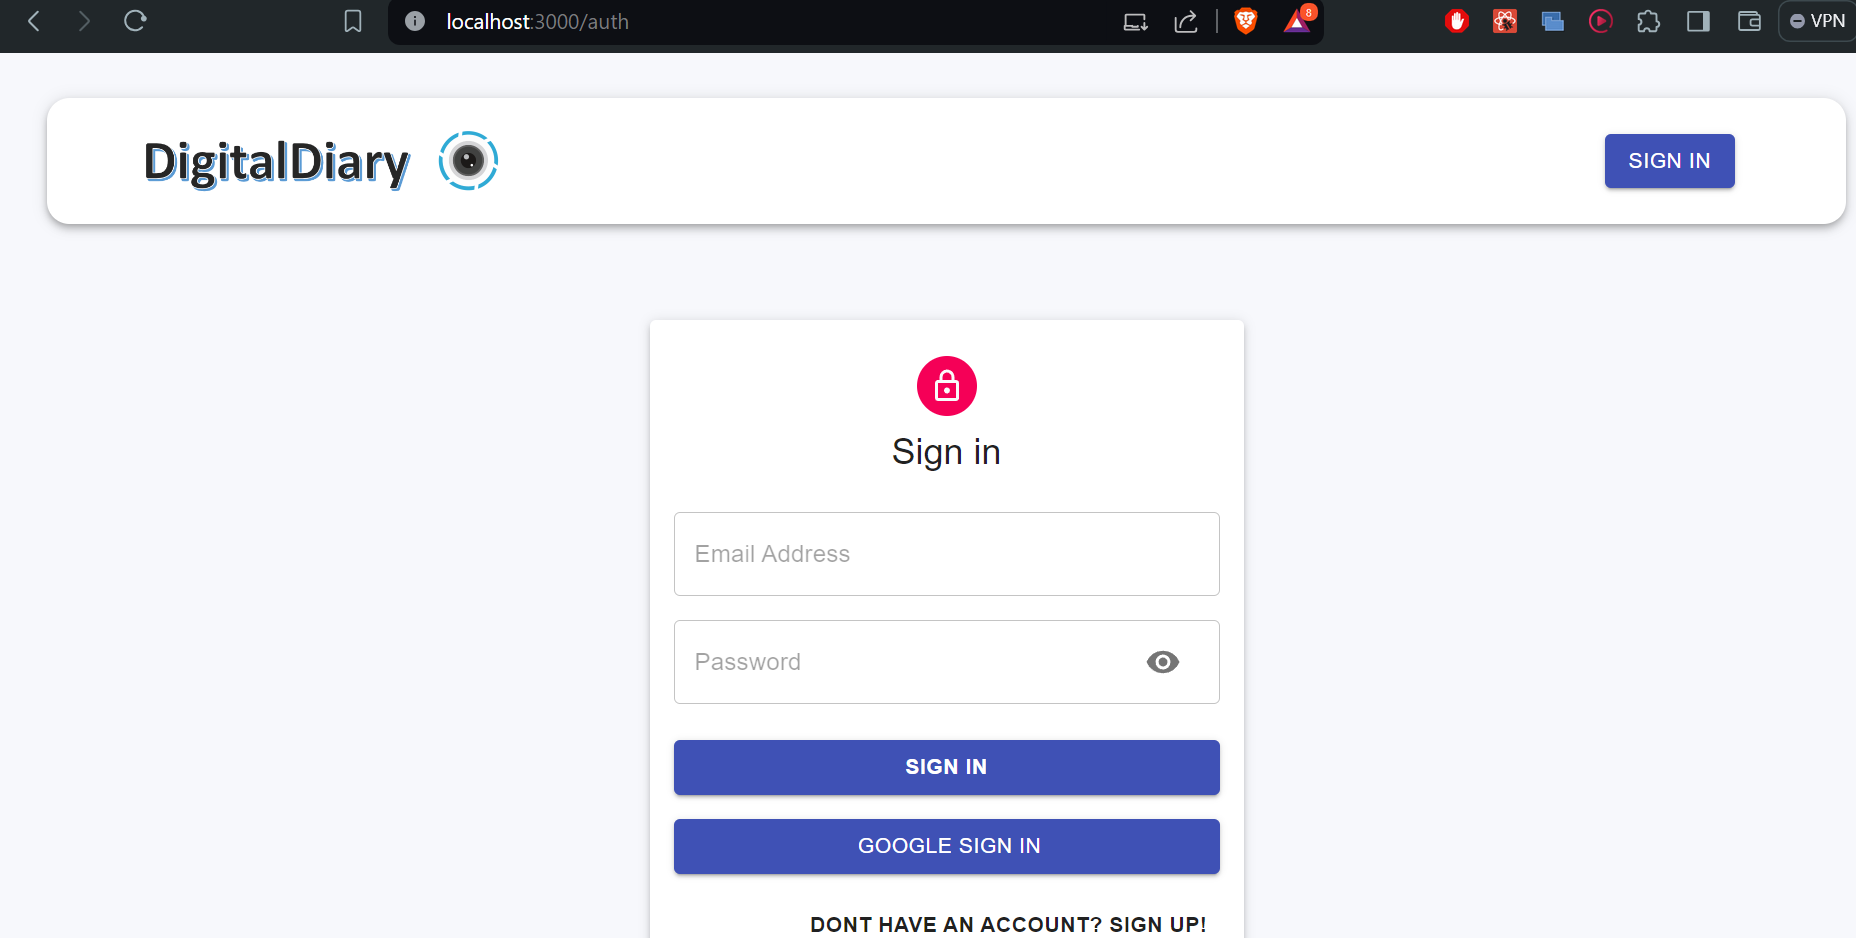 localhost:3000/auth
8
VPN
DigitalDiary
SIGN IN
Sign in
Email Address
Password
SIGN IN
GOOGLE SIGN IN
DONT HAVE AN ACCOUNT? SIGN UP!